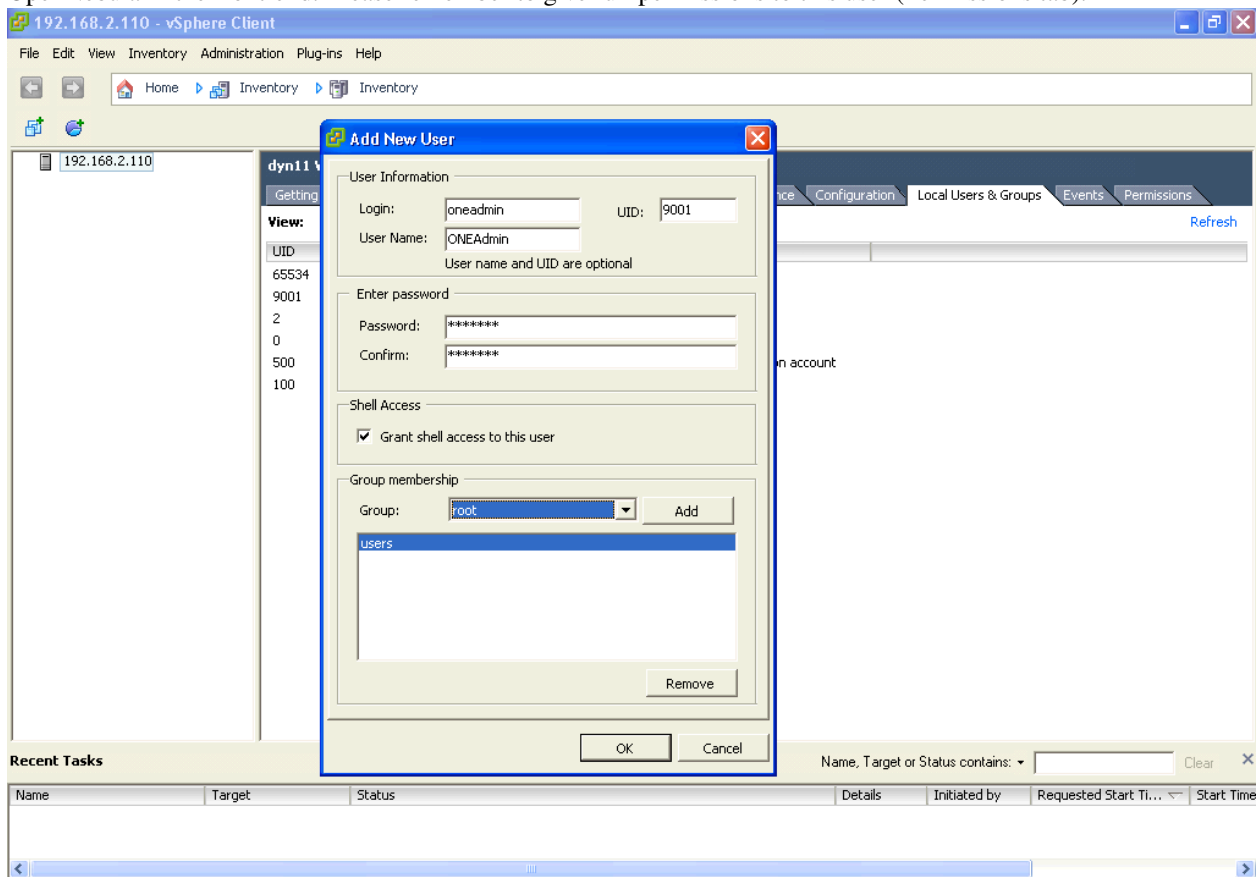 192.168.2.110 - vSphere Client
File Edit View Inventory Administration Plug-ins Help
Home Inventory Inventory
192.168.2.110
dyn11
Getting Configuration Local Users & Groups Events Permissions
View: Refresh
UID
65534
9001
2
0
500 account
100
Add New User
User Information
Login: oneadmin UID: 9001
User Name: ONEAdmin
User name and UID are optional
Enter password
Password: *******
Confirm: *******
Shell Access
Grant shell access to this user
Group membership
Group: root Add
users
Remove
OK Cancel
Recent Tasks Name, Target or Status contains: Clear
Name Target Status Details Initiated by Requested Start Ti... Start Time